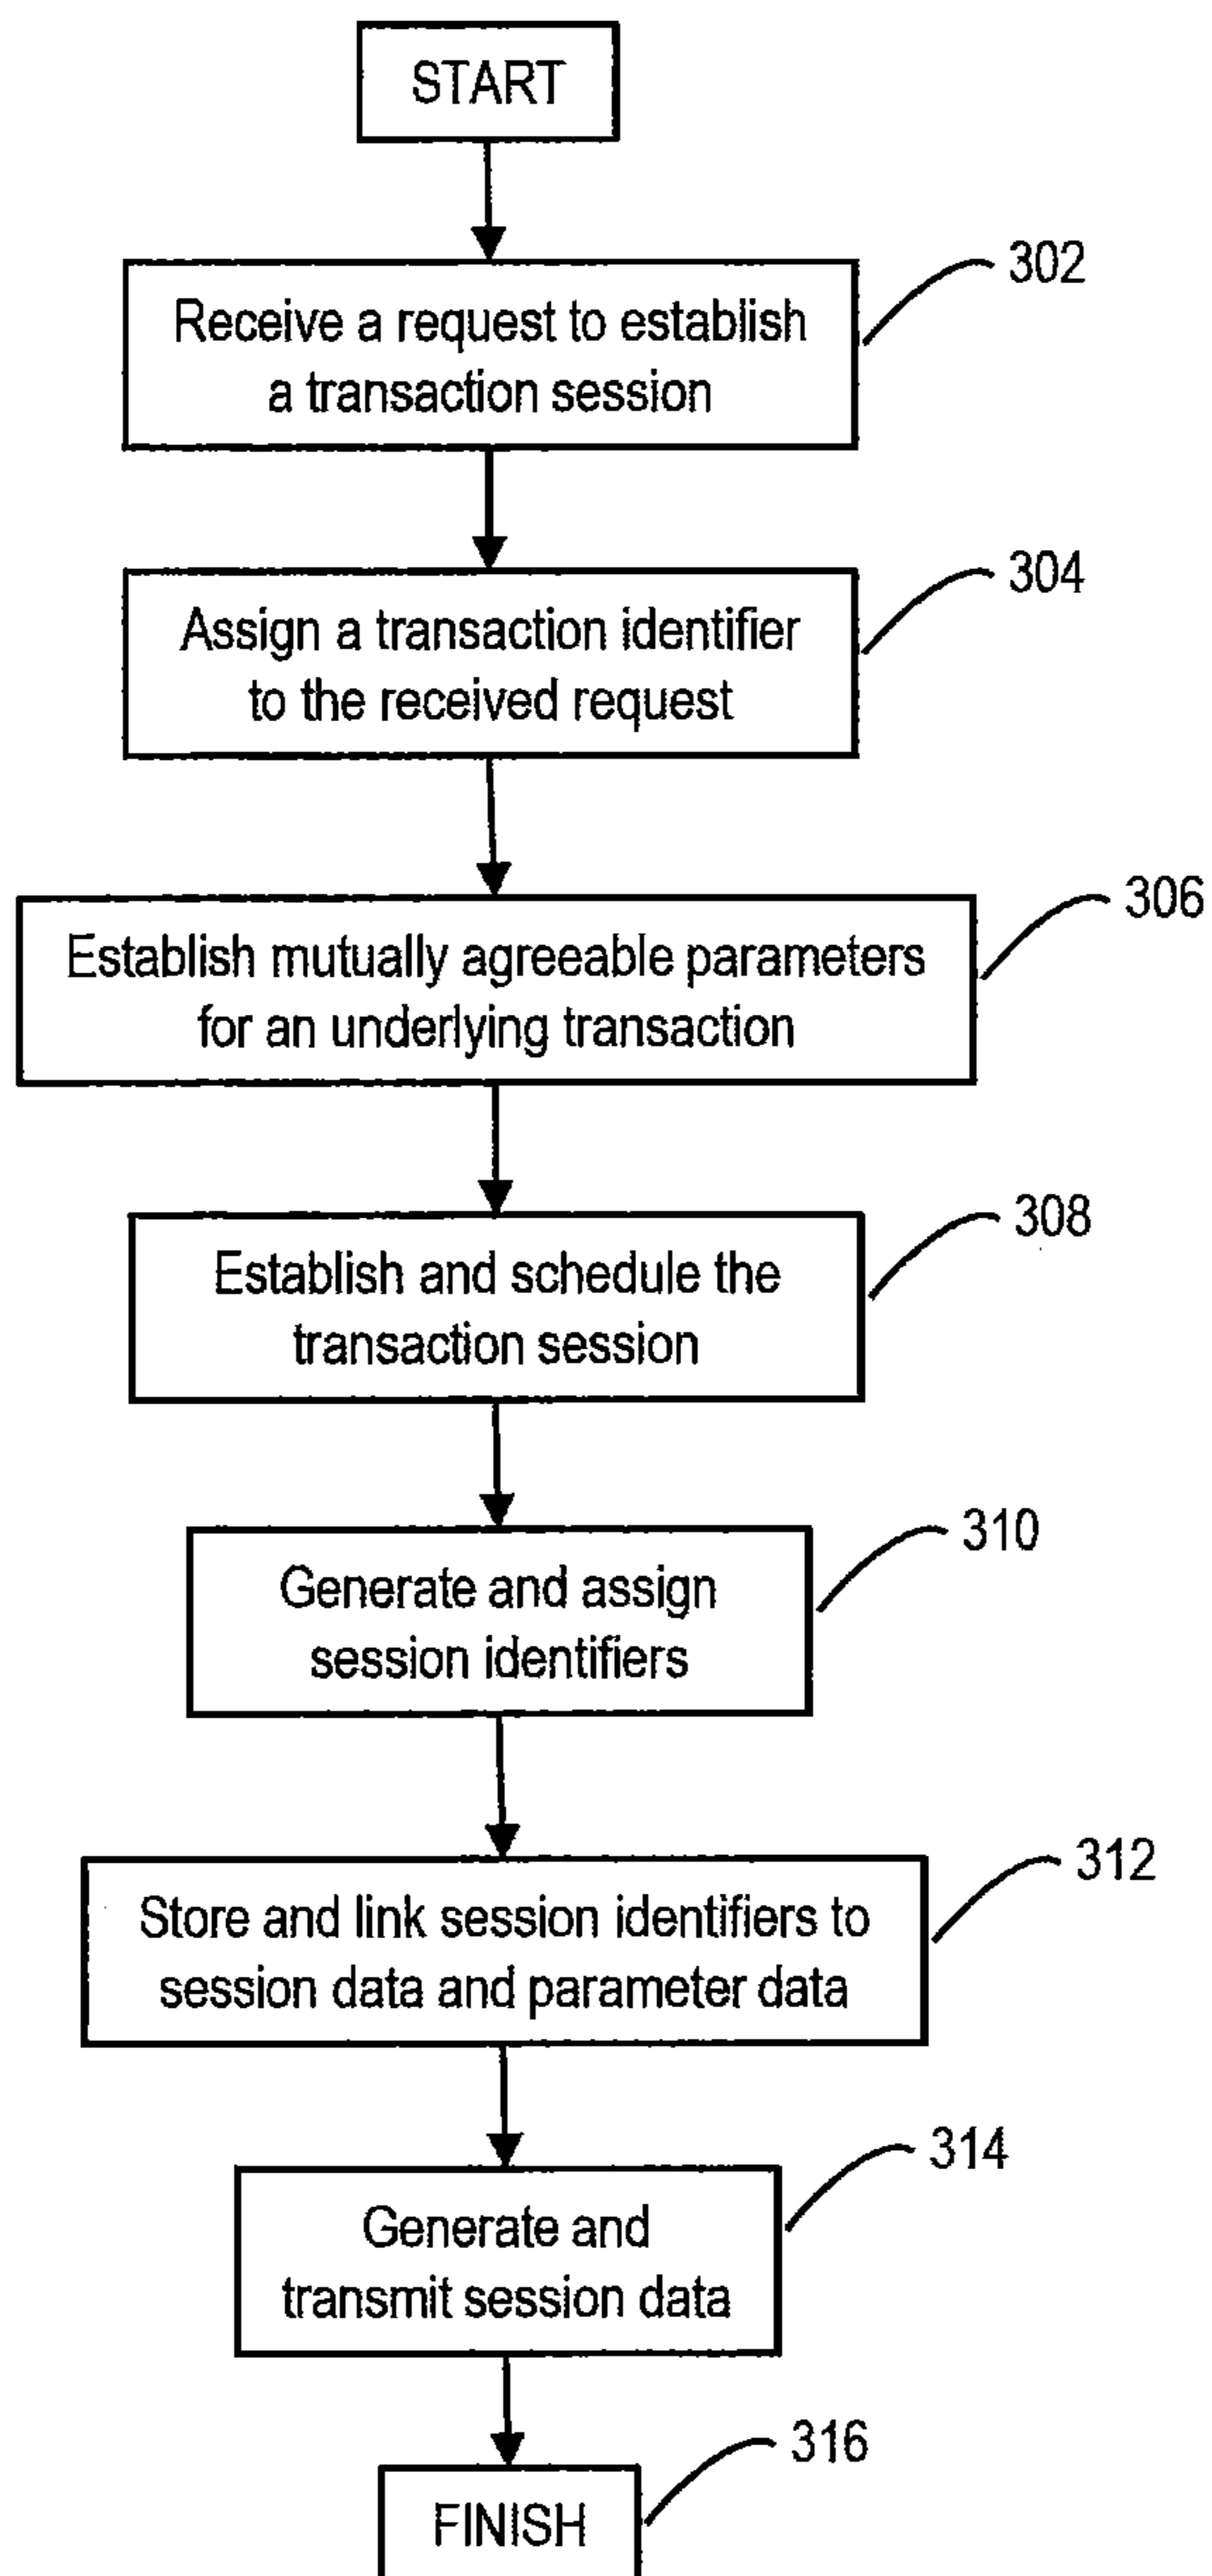 START
302
Receive a request to establish
a transaction session
304
Assign a transaction identifier
to the received request
306
Establish mutually agreeable parameters
for an underlying transaction
308
Establish and schedule the
transaction session
310
Generate and assign
session identifiers
312
Store and link session identifiers to
session data and parameter data
314
Generate and
transmit session data
316
FINISH